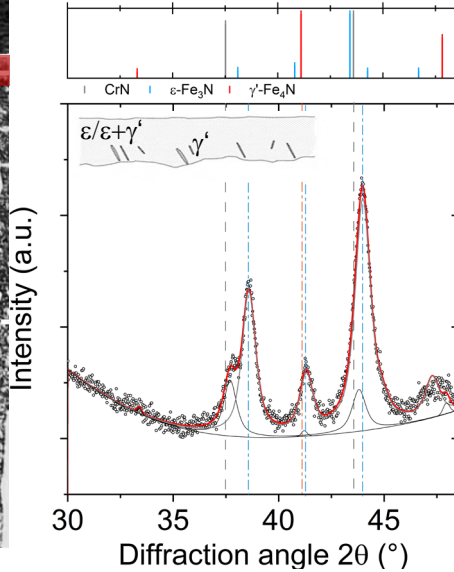 CrN ε-Fe₃N γ'-Fe₄N
ε/ε+γ‘
γ‘
Intensity (a.u.)
30 35 40 45
Diffraction angle 2θ (°)